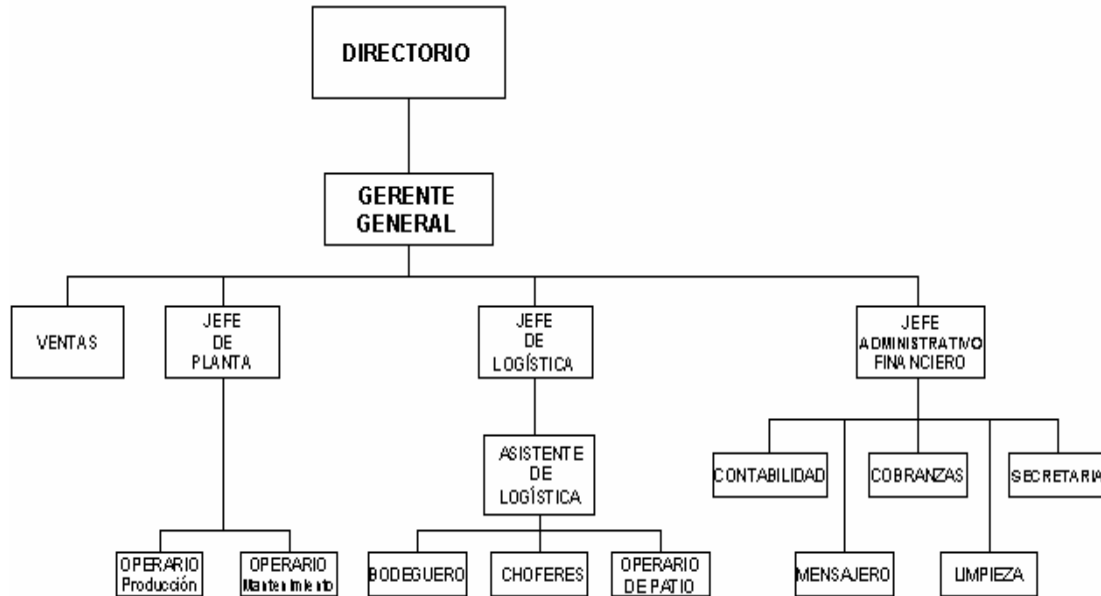 DIRECTORIO
GERENTE
GENERAL
VENTAS
JEFE
DE
PLANTA
JEFE
DE
LOGÍSTICA
JEFE
ADMINISTRATIVO
FINANCIERO
ASISTENTE
DE
LOGÍSTICA
CONTABILIDAD
COBRANZAS
SECRETARIA
OPERARIO
Producción
OPERARIO
Mantenimiento
BODEGUERO
CHOFERES
OPERARIO
DE PATIO
MENSAJERO
LIMPIEZA